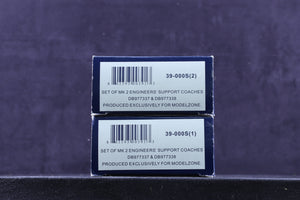 39-000S(2)
SET OF MK 2 ENGINEERS' SUPPORT COACHES
DB977337 & DB977338
PRODUCED EXCLUSIVELY FOR MODELZONE
39-000S(1)
SET OF MK 2 ENGINEERS' SUPPORT COACHES
DB977337 & DB977338
PRODUCED EXCLUSIVELY FOR MODELZONE